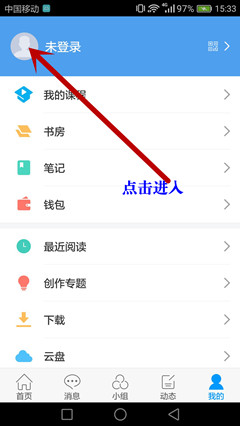 中国移动 15:33
未登录
我的课程
书房
笔记
点击进入
钱包
最近阅读
创作专题
下载
云盘
首页 消息 小组 动态 我的